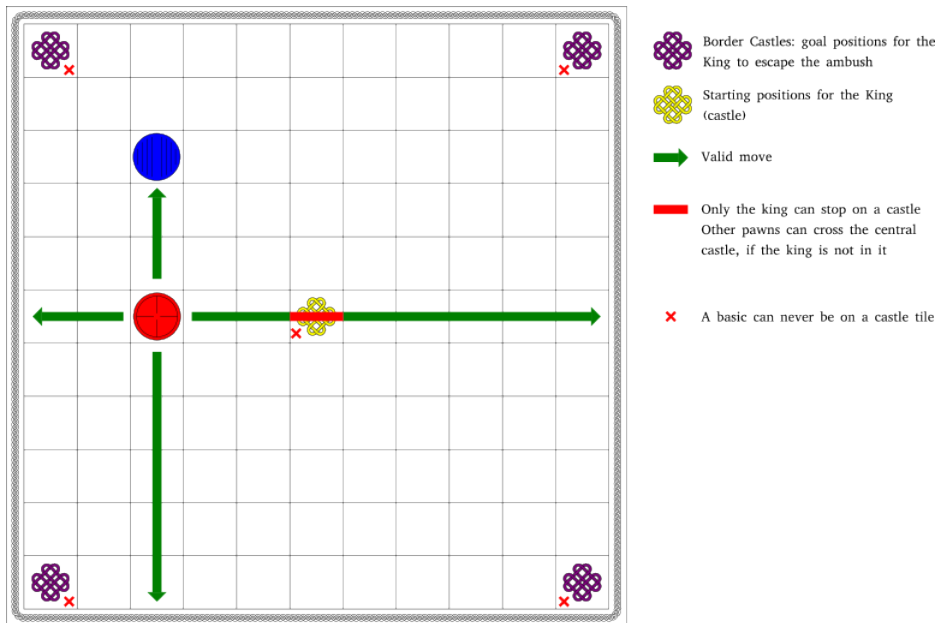 Border Castles: goal positions for the
King to escape the ambush
Starting positions for the King
(castle)
Valid move
Only the king can stop on a castle
Other pawns can cross the central
castle, if the king is not in it
A basic can never be on a castle tile